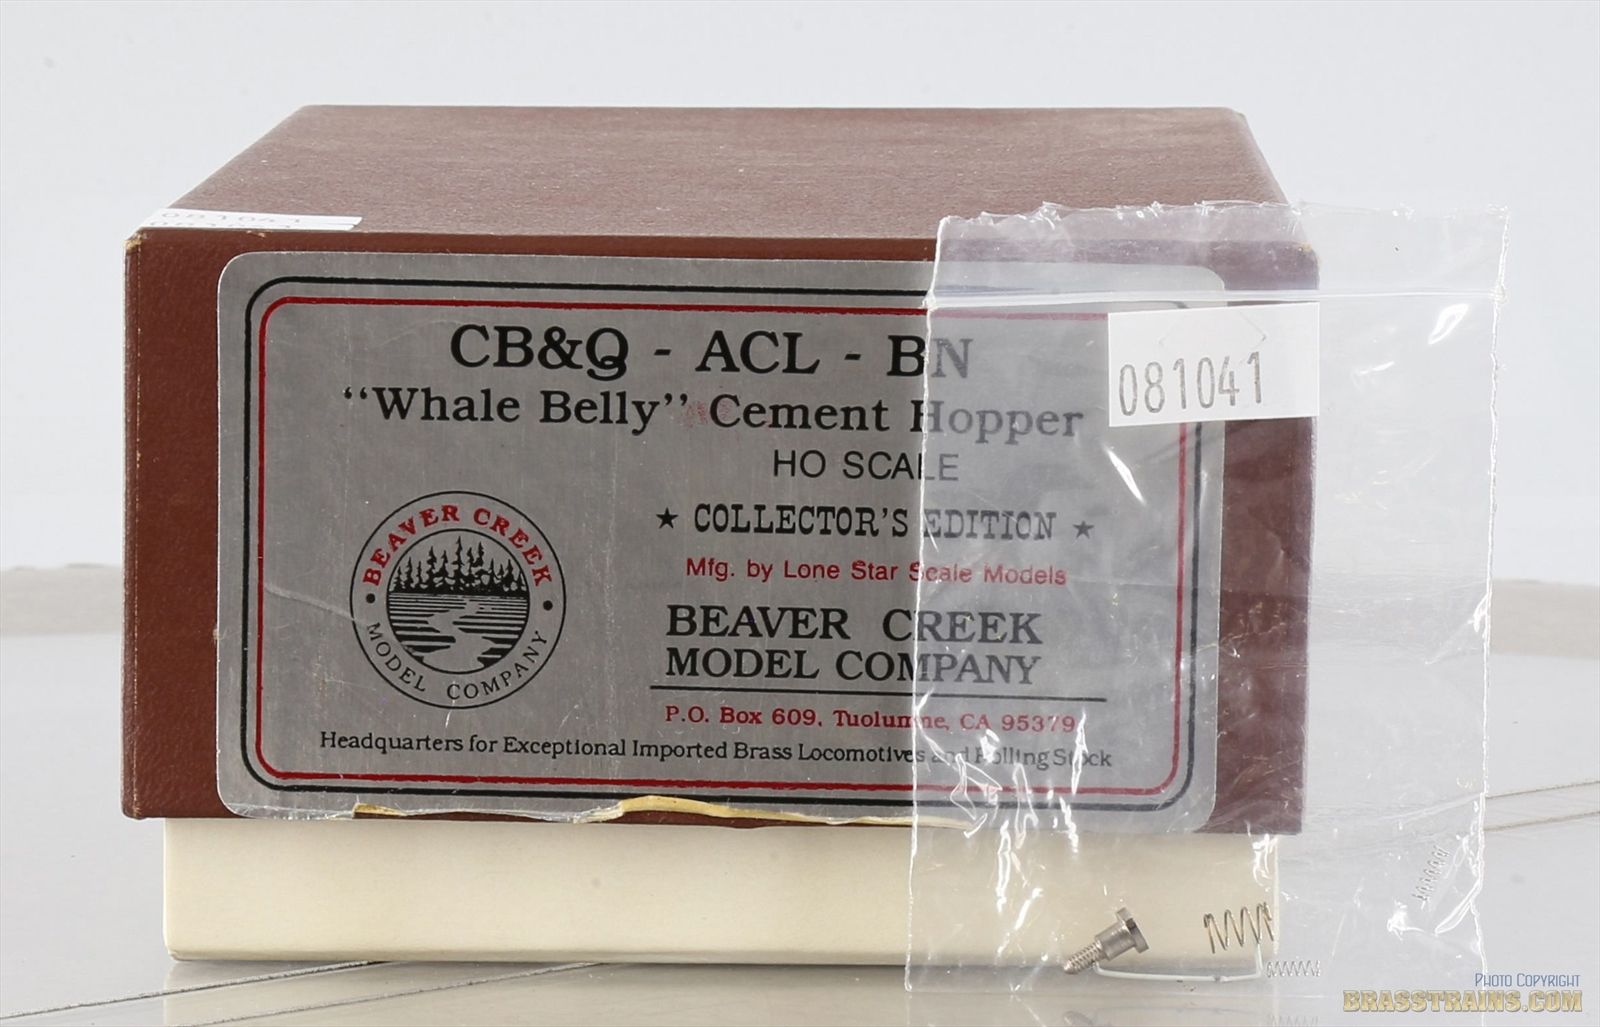 081041
CB&Q - ACL - BN
"Whale Belly" Cement Hopper
HO SCALE
★ COLLECTOR'S EDITION ★
Mfg. by Lone Star Scale Models
BEAVER CREEK
MODEL COMPANY
P.O. Box 609, Tuolumne, CA 95379
Headquarters for Exceptional Imported Brass Locomotives and Rolling Stock
BEAVER CREEK
MODEL COMPANY
081041
PHOTO COPYRIGHT
BRASSTRAINS.COM